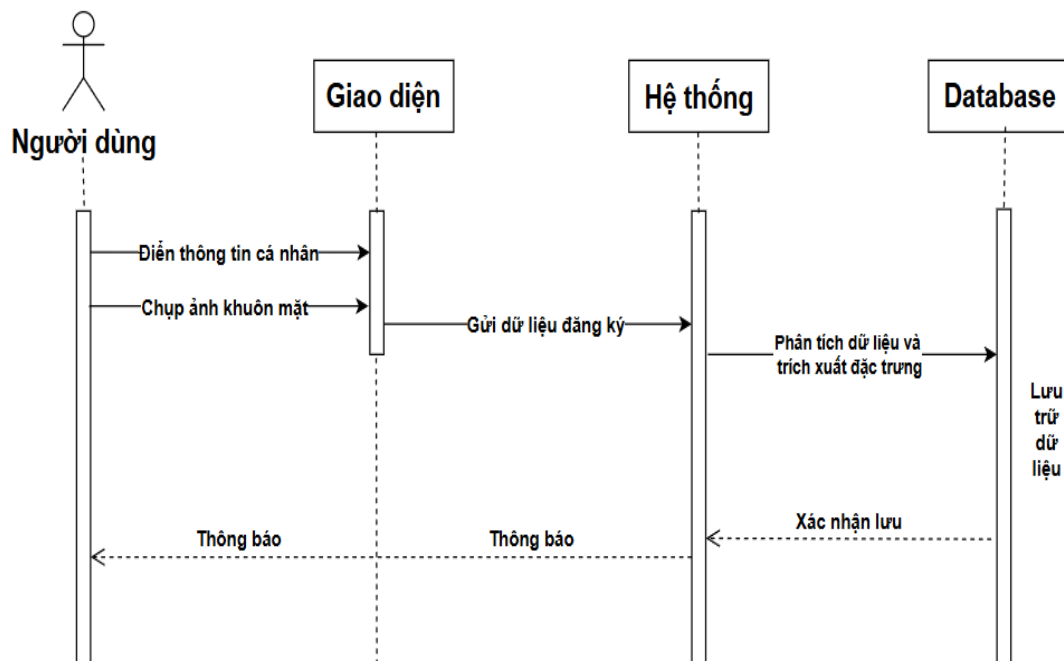 Người dùng
Giao diện
Hệ thống
Database
Điển thông tin cá nhân
Chụp ảnh khuôn mặt
Gửi dữ liệu đăng ký
Phân tích dữ liệu và
trích xuất đặc trưng
Lưu
trữ
dữ
liệu
Xác nhận lưu
Thông báo
Thông báo